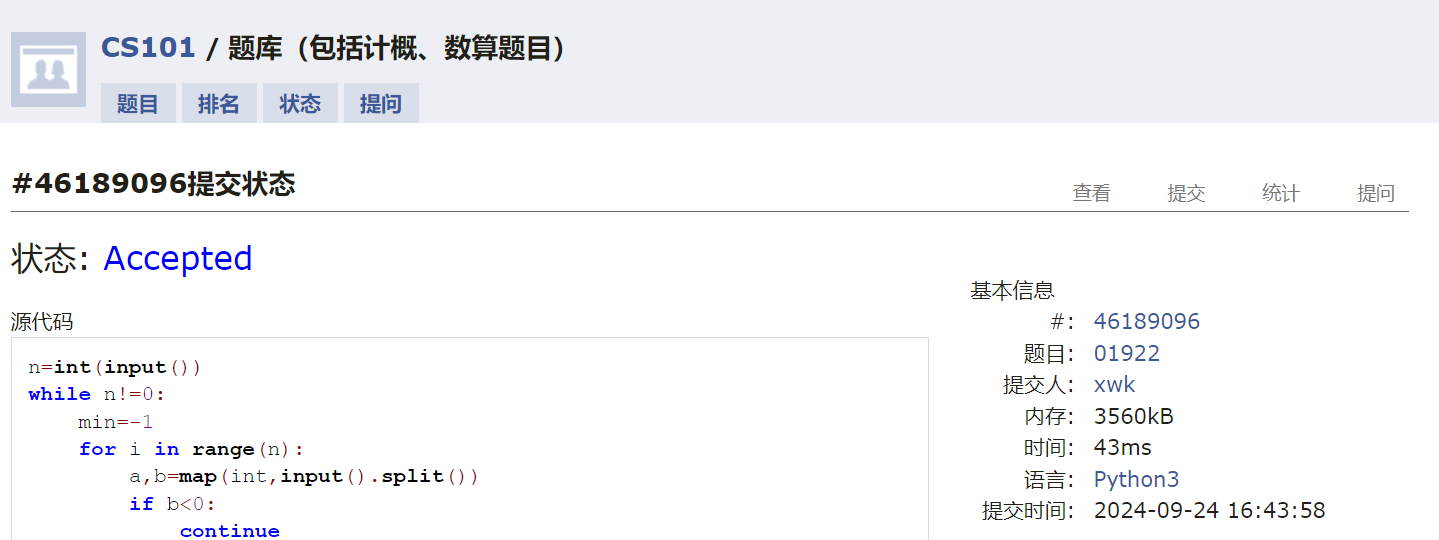 CS101 / 题库（包括计概、数算题目）
题目 排名 状态 提问
#46189096提交状态
查看 提交 统计 提问
状态: Accepted
源代码
n=int(input())
while n!=0:
    min=-1
    for i in range(n):
        a,b=map(int,input().split())
        if b<0:
            continue
基本信息
#: 46189096
题目: 01922
提交人: xwk
内存: 3560kB
时间: 43ms
语言: Python3
提交时间: 2024-09-24 16:43:58